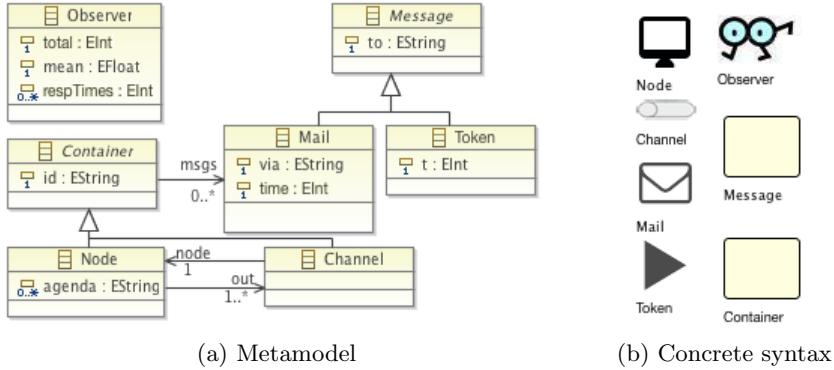 Observer
total : EInt
mean : EFloat
respTimes : EInt
Message
to : EString
Container
id : EString
msgs
0..*
Mail
via : EString
time : EInt
Token
t : EInt
Node
agenda : EString
node
1
out
1..*
Channel
(a) Metamodel
Node
Observer
Channel
Message
Mail
Token
Container
(b) Concrete syntax